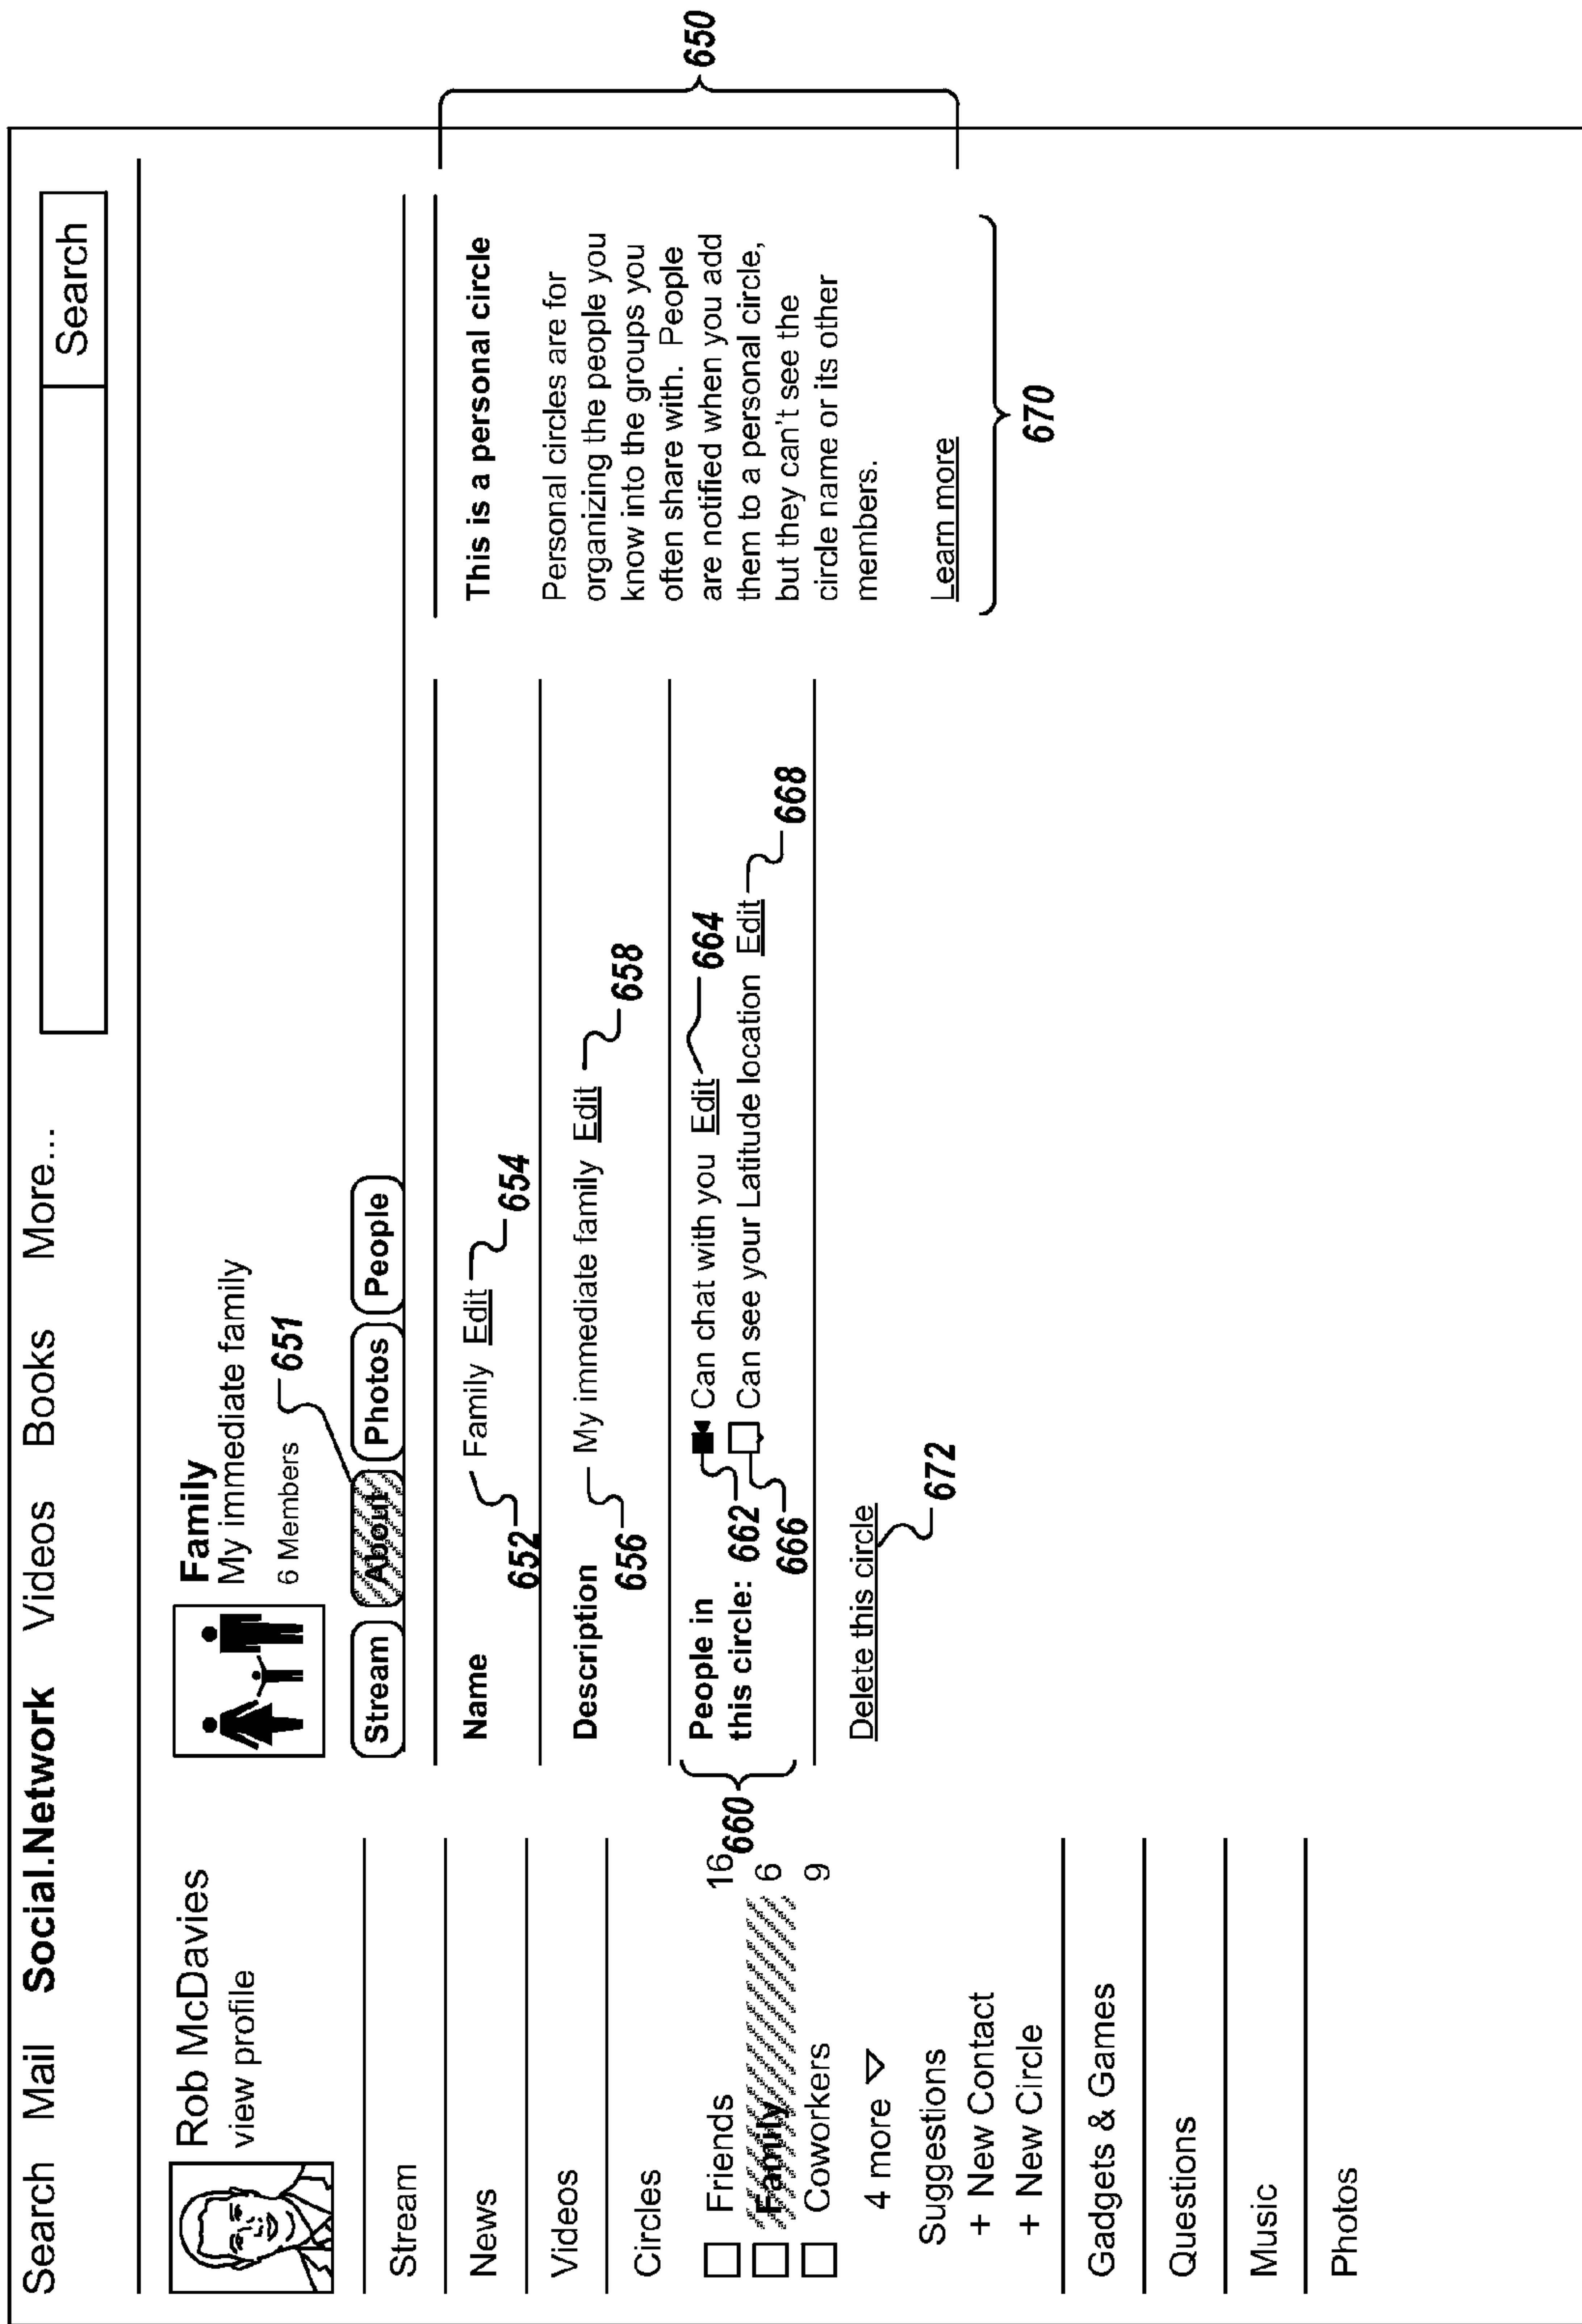 Search Mail Social.Network Videos Books More... Search
Rob McDavies
view profile
Stream
News
Videos
Circles
Friends 16
Family 6
Coworkers 9
4 more
Suggestions
+ New Contact
+ New Circle
Gadgets & Games
Questions
Music
Photos
Family
My immediate family
6 Members
651
Stream About Photos People
Name 652 Family Edit 654
Description 656 My immediate family Edit 658
660
People in
this circle: 662 Can chat with you Edit 664
666 Can see your Latitude location Edit 668
Delete this circle
672
This is a personal circle
Personal circles are for
organizing the people you
know into the groups you
often share with. People
are notified when you add
them to a personal circle,
but they can't see the
circle name or its other
members.
Learn more
670
650